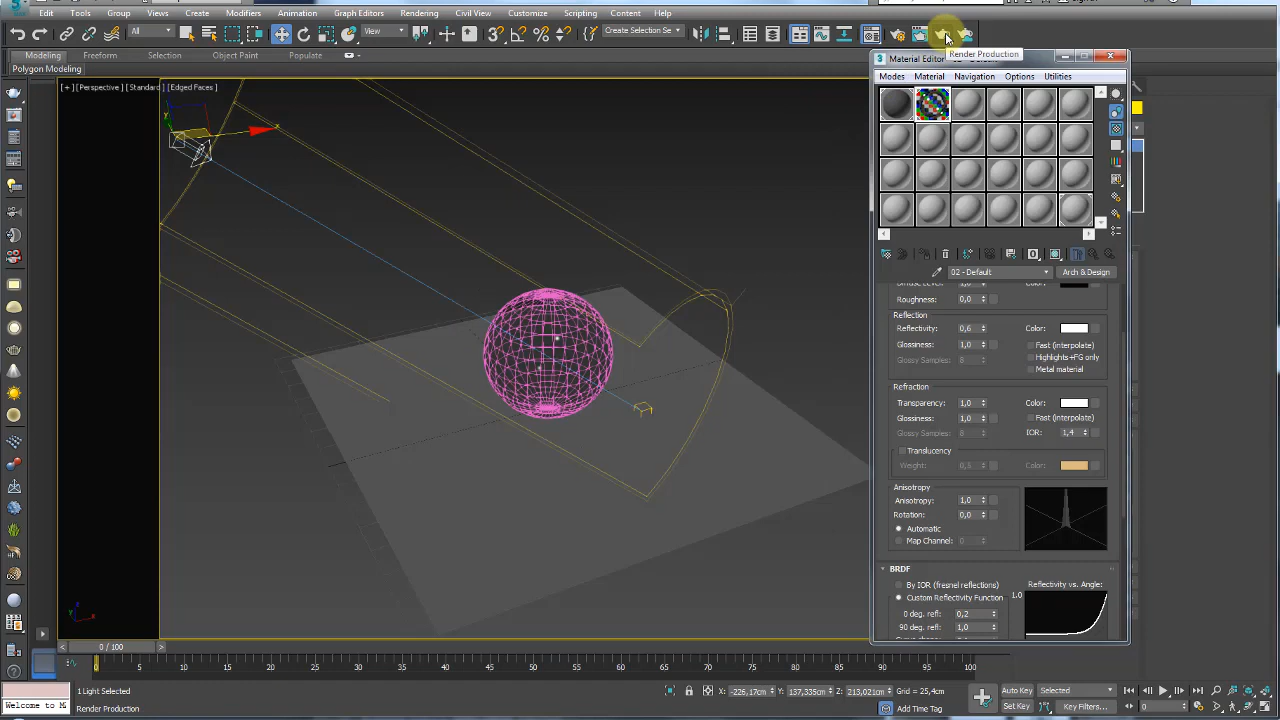 Edit Tools Group Views Create Modifiers Animation Graph Editors Rendering Civil View Customize Scripting Content Help
All View Create Selection Se
Render Production
Modeling Freeform Selection Object Paint Populate
Polygon Modeling
[+] [Perspective] [Standard] [Edged Faces]
3 Material Editor
Modes Material Navigation Options Utilities
02 - Default Arch & Design
Roughness: 0,0
Reflection
Reflectivity: 0,6 Color:
Glossiness: 1,0 Fast (interpolate)
Glossy Samples: 8 Highlights+FG only
Metal material
Refraction
Transparency: 1,0 Color:
Glossiness: 1,0 Fast (interpolate)
Glossy Samples: 8 IOR: 1,4
Translucency
Weight: 0,5 Color:
Anisotropy
Anisotropy: 1,0
Rotation: 0,0
Automatic
Map Channel: 0
BRDF
By IOR (fresnel reflections) Reflectivity vs. Angle:
Custom Reflectivity Function 1.0
0 deg. refl: 0,2
90 deg. refl: 1,0
0 / 100
0 5 10 15 20 25 30 35 40 45 50 55 60 65 70 75 80 85 90 95 100
1 Light Selected X: -226,17cm Y: 137,335cm Z: 213,021cm Grid = 25,4cm Auto Key Selected
Welcome to M Render Production Add Time Tag Set Key Key Filters... 0